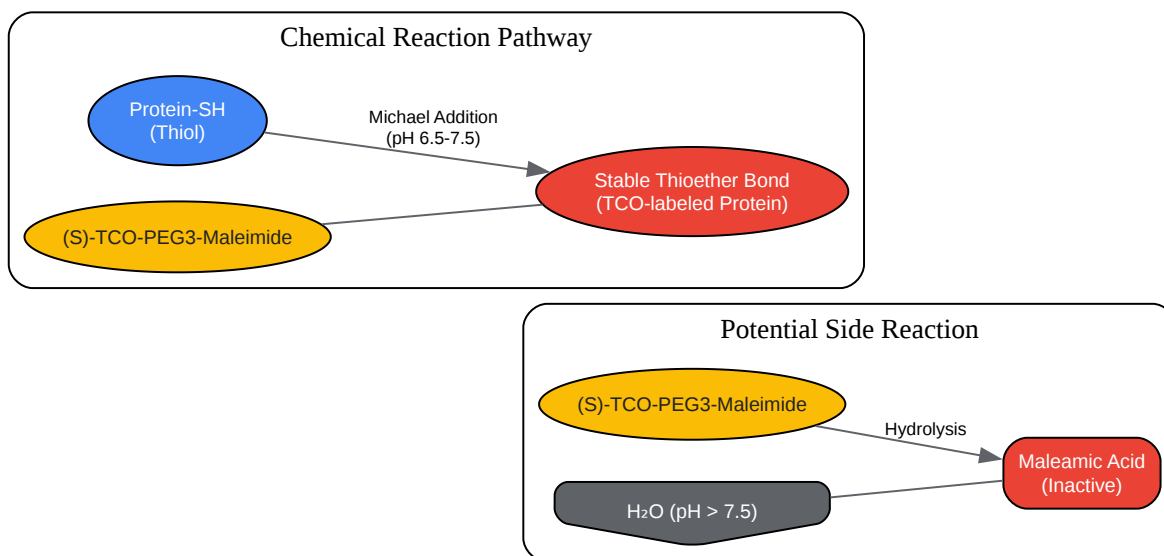 Chemical Reaction Pathway
Protein-SH
(Thiol)
Michael Addition
(pH 6.5-7.5)
Stable Thioether Bond
(TCO-labeled Protein)
(S)-TCO-PEG3-Maleimide
Potential Side Reaction
(S)-TCO-PEG3-Maleimide
Hydrolysis
Maleamic Acid
(Inactive)
H₂O (pH > 7.5)